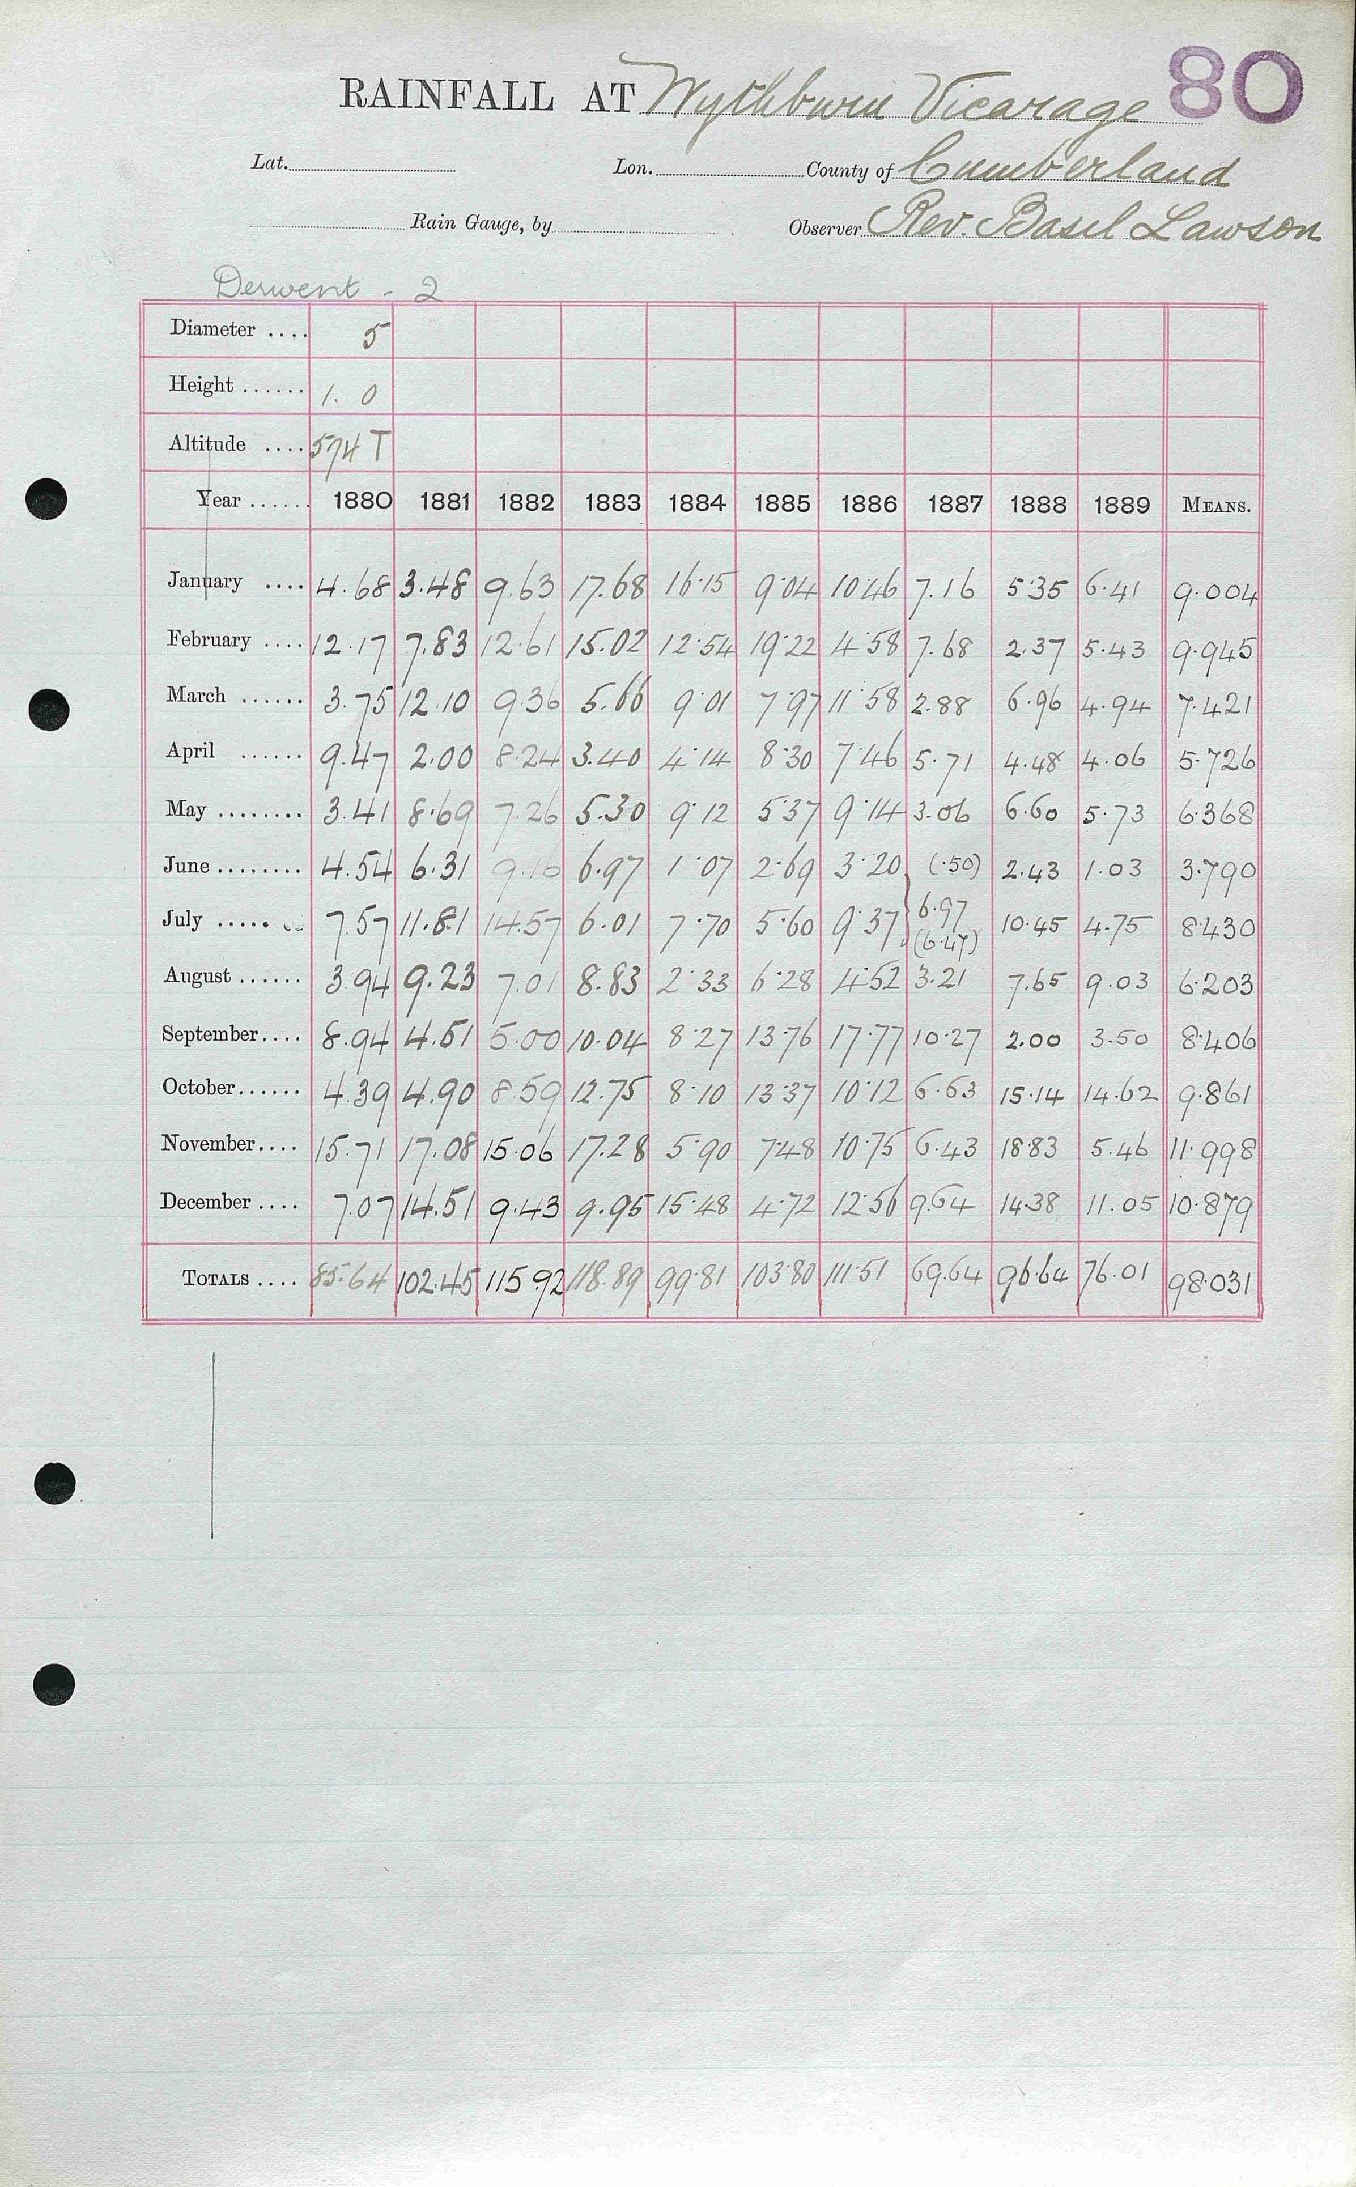 80
RAINFALL AT Wythburn Vicarage
Lat. Lon. County of Cumberland
Rain Gauge, by Observer Rev. Basil Lawson
Derwent - 2
Diameter .... 5
Height ...... 1. 0
Altitude .... 574 T
Year ...... 1880 1881 1882 1883 1884 1885 1886 1887 1888 1889 MEANS.
January .... 4.68 3.48 9.63 17.68 16.15 9.04 10.46 7.16 5.35 6.41 9.004
February .... 12.17 7.83 12.61 15.02 12.54 19.22 4.58 7.68 2.37 5.43 9.945
March ...... 3.75 12.10 9.36 5.66 9.01 7.97 11.58 2.88 6.96 4.94 7.421
April ...... 9.47 2.00 8.24 3.40 4.14 8.30 7.46 5.71 4.48 4.06 5.726
May ........ 3.41 8.69 7.26 5.30 9.12 5.37 9.14 3.06 6.60 5.73 6.368
June ........ 4.54 6.31 9.16 6.97 1.07 2.69 3.20 (.50) 2.43 1.03 3.790
July ..... 7.57 11.81 14.57 6.01 7.70 5.60 9.37 6.97 10.45 4.75 8.430
(6.47)
August ...... 3.94 9.23 7.01 8.83 2.33 6.28 4.52 3.21 7.65 9.03 6.203
September.... 8.94 4.51 5.00 10.04 8.27 13.76 17.77 10.27 2.00 3.50 8.406
October...... 4.39 4.90 8.59 12.75 8.10 13.37 10.12 6.63 15.14 14.62 9.861
November.... 15.71 17.08 15.06 17.28 5.90 7.48 10.75 6.43 18.83 5.46 11.998
December .... 7.07 14.51 9.43 9.95 15.48 4.72 12.56 9.64 14.38 11.05 10.879
TOTALS .... 85.64 102.45 115.92 118.89 99.81 103.80 111.51 69.64 96.64 76.01 98.031